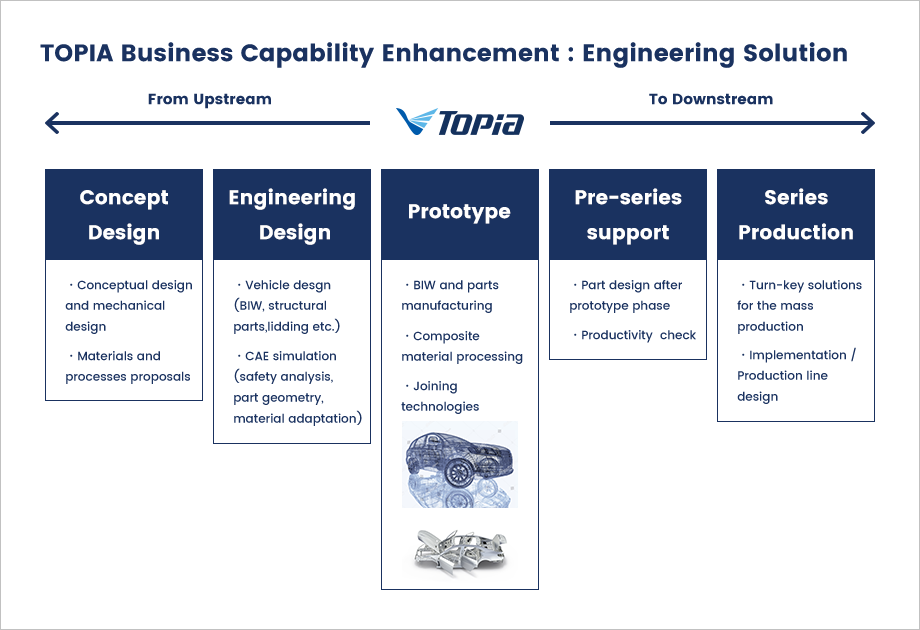 TOPIA Business Capability Enhancement : Engineering Solution
From Upstream
Topia
To Downstream
Concept
Design
・Conceptual design
and mechanical
design
・Materials and
processes proposals
Engineering
Design
・Vehicle desgn
(BIW, structural
parts,lidding etc.)
・CAE simulation
(safety analysis,
part geometry,
material adaptation)
Prototype
・BIW and parts
manufacturing
・Composite
material processing
・Joining
technologies
Pre-series
support
・Part design after
prototype phase
・Productivity check
Series
Production
・Turn-key solutions
for the mass
production
・Implementation /
Production line
design